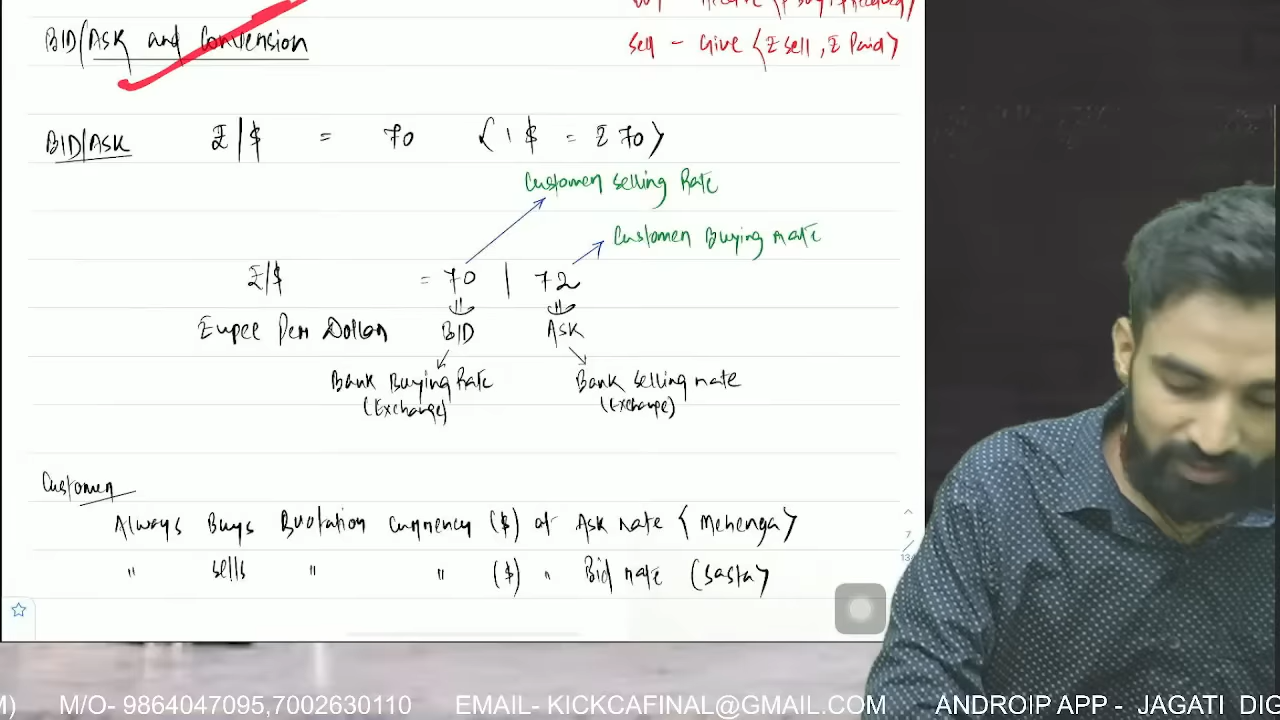 Sell - Give {₹ sell, ₹ Paid}
BID/ASK and Conversion
BID/ASK ₹/$ = 70 {1 $ = ₹ 70}
Customer Selling Rate
Customer Buying rate
₹/$ = 70 | 72
Rupee Per Dollar BID ASK
Bank Buying Rate Bank Selling rate
(Exchange) (Exchange)
Customer
Always Buys Quotation Currency ($) at Ask rate {Mehenga}
" sells " " ($) " Bid rate (Sasta)
7
/
M) M/O- 9864047095,7002630110 EMAIL- KICKCAFINAL@GMAIL.COM ANDROIP APP - JAGATI DIG